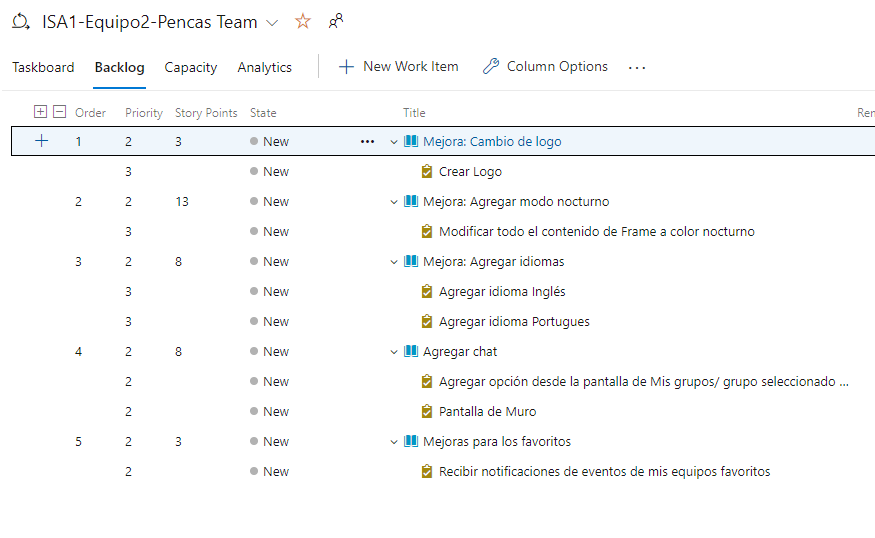 ISA1-Equipo2-Pencas Team
Taskboard Backlog Capacity Analytics New Work Item Column Options ...
Order Priority Story Points State Title Rem
1 2 3 New ... Mejora: Cambio de logo
3 New Crear Logo
2 2 13 New Mejora: Agregar modo nocturno
3 New Modificar todo el contenido de Frame a color nocturno
3 2 8 New Mejora: Agregar idiomas
3 New Agregar idioma Inglés
3 New Agregar idioma Portugues
4 2 8 New Agregar chat
2 New Agregar opción desde la pantalla de Mis grupos/ grupo seleccionado ...
2 New Pantalla de Muro
5 2 3 New Mejoras para los favoritos
2 New Recibir notificaciones de eventos de mis equipos favoritos